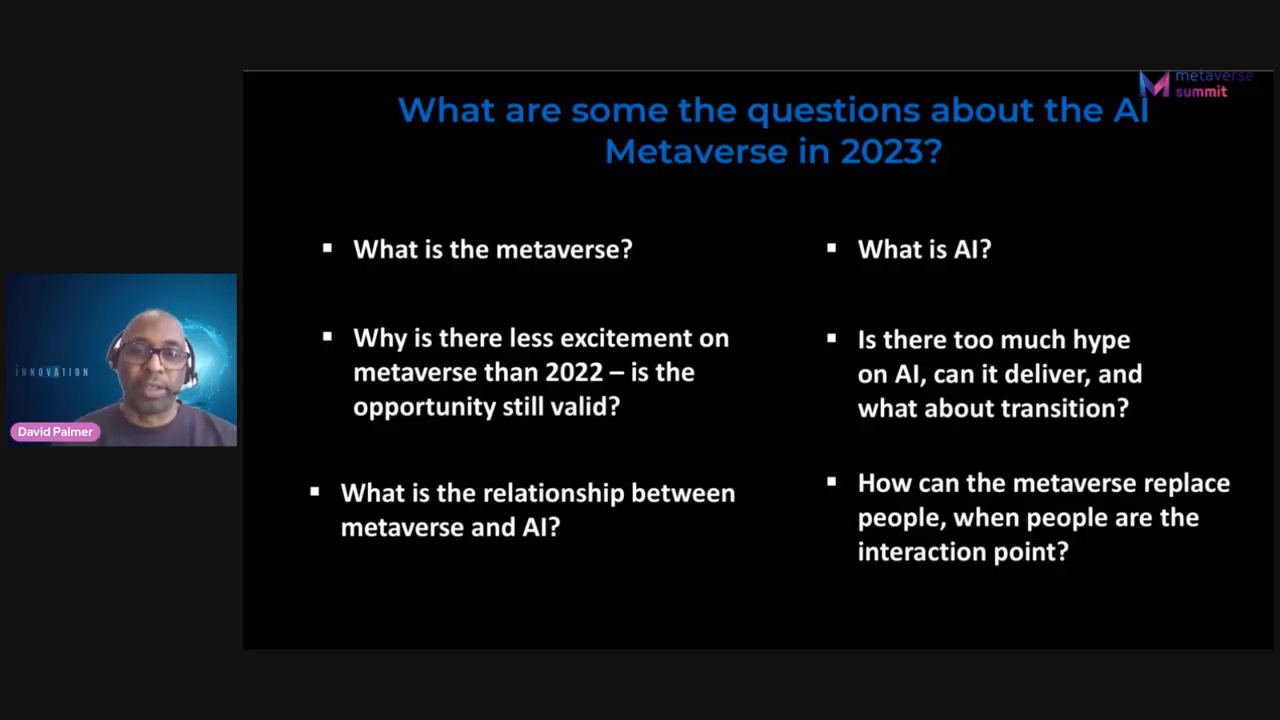 metaverse
summit
What are some the questions about the AI
Metaverse in 2023?
▪ What is the metaverse?
▪ Why is there less excitement on
metaverse than 2022 – is the
opportunity still valid?
▪ What is the relationship between
metaverse and AI?
▪ What is AI?
▪ Is there too much hype
on AI, can it deliver, and
what about transition?
▪ How can the metaverse replace
people, when people are the
interaction point?
INNOVATION
David Palmer